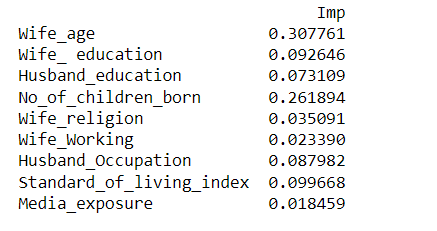 Imp
Wife_age 0.307761
Wife_ education 0.092646
Husband_education 0.073109
No_of_children_born 0.261894
Wife_religion 0.035091
Wife_Working 0.023390
Husband_Occupation 0.087982
Standard_of_living_index 0.099668
Media_exposure 0.018459